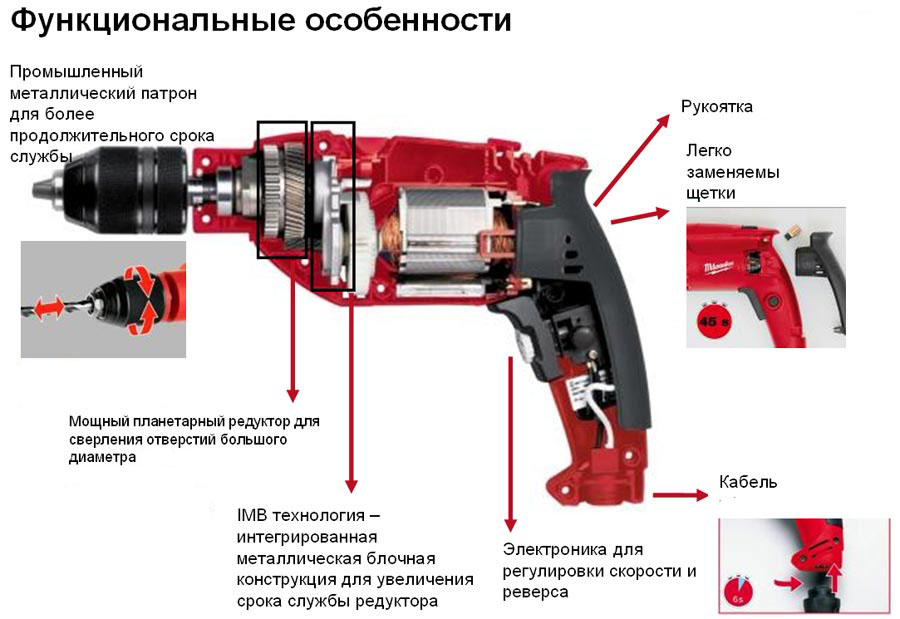 Функциональные особенности
Промышленный
металлический патрон
для более
продолжительного срока
службы
Рукоятка
Легко
заменяемы
щетки
Milwaukee
45 s
Мощный планетарный редуктор для
сверления отверстий большого
диаметра
IMB технология –
интегрированная
металлическая блочная
конструкция для увеличения
срока службы редуктора
Электроника для
регулировки скорости и
реверса
Кабель
6s